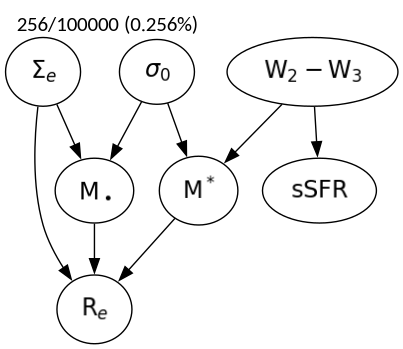 256/100000 (0.256%)
Σₑ
σ₀
W₂ − W₃
M•
M*
sSFR
Rₑ